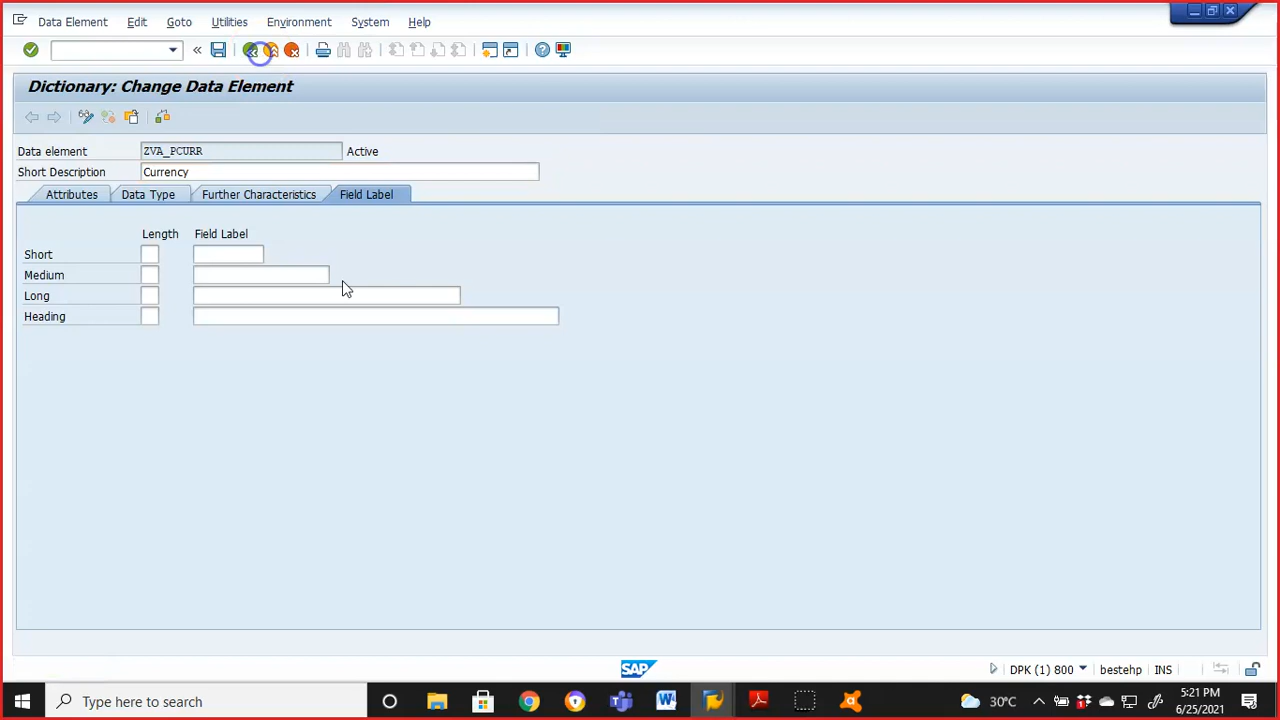 Data Element Edit Goto Utilities Environment System Help
Dictionary: Change Data Element
Data element ZVA_PCURR Active
Short Description Currency
Attributes Data Type Further Characteristics Field Label
Length Field Label
Short
Medium
Long
Heading
SAP DPK (1) 800 bestehp INS
Type here to search 30°C 5:21 PM
6/25/2021